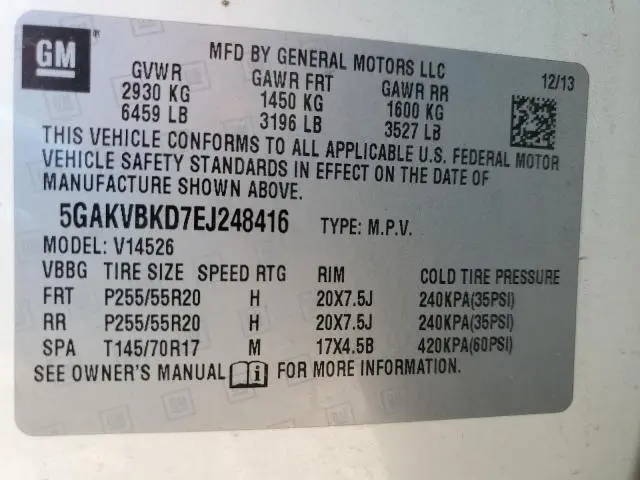 GM
MFD BY GENERAL MOTORS LLC
12/13
GVWR GAWR FRT GAWR RR
2930 KG 1450 KG 1600 KG
6459 LB 3196 LB 3527 LB
THIS VEHICLE CONFORMS TO ALL APPLICABLE U.S. FEDERAL MOTOR
VEHICLE SAFETY STANDARDS IN EFFECT ON THE DATE OF
MANUFACTURE SHOWN ABOVE.
5GAKVBKD7EJ248416 TYPE: M.P.V.
MODEL: V14526
VBBG TIRE SIZE SPEED RTG RIM COLD TIRE PRESSURE
FRT P255/55R20 H 20X7.5J 240KPA(35PSI)
RR P255/55R20 H 20X7.5J 240KPA(35PSI)
SPA T145/70R17 M 17X4.5B 420KPA(60PSI)
SEE OWNER'S MANUAL i FOR MORE INFORMATION.